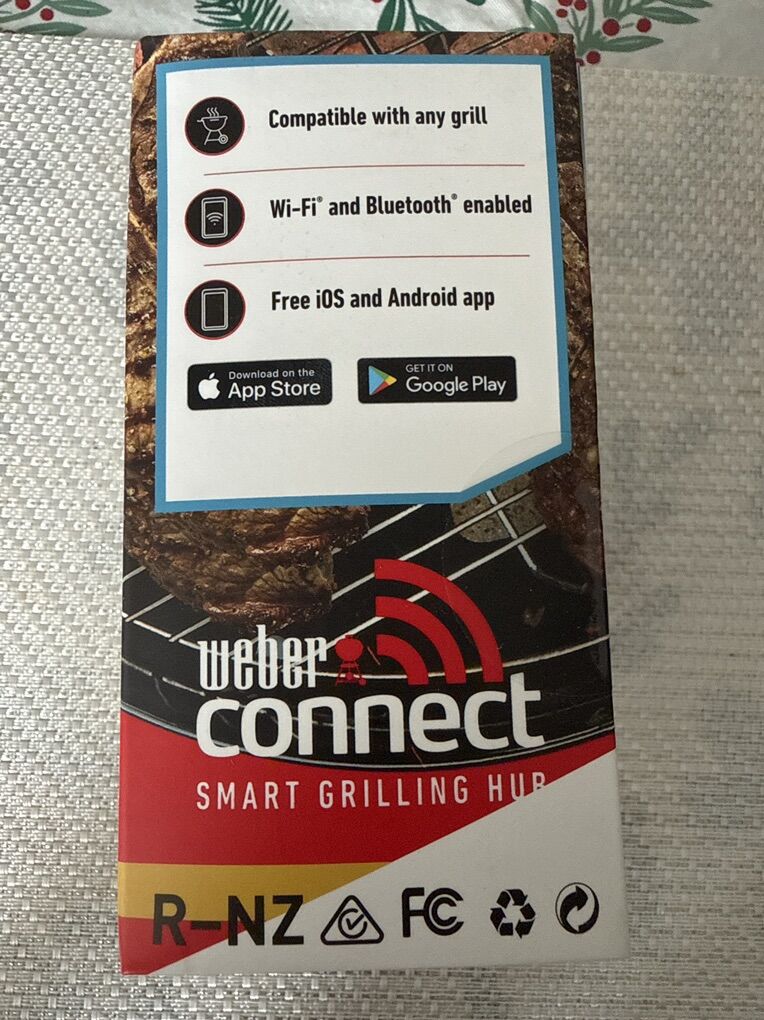 Compatible with any grill
Wi-Fi® and Bluetooth® enabled
Free iOS and Android app
Download on the
App Store
GET IT ON
Google Play
weber
connect
SMART GRILLING HUB
R-NZ
FC